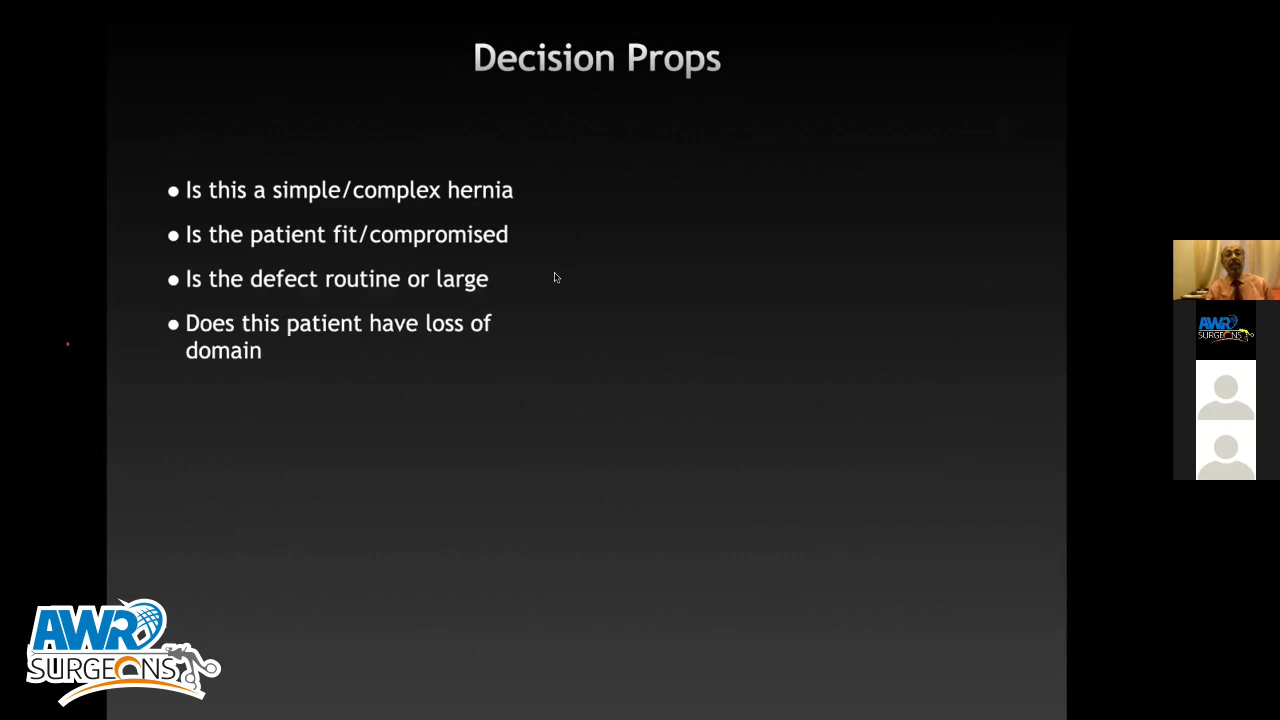 Decision Props
● Is this a simple/complex hernia
● Is the patient fit/compromised
● Is the defect routine or large
● Does this patient have loss of
domain
AWR
SURGEONS
AWR
SURGEONS